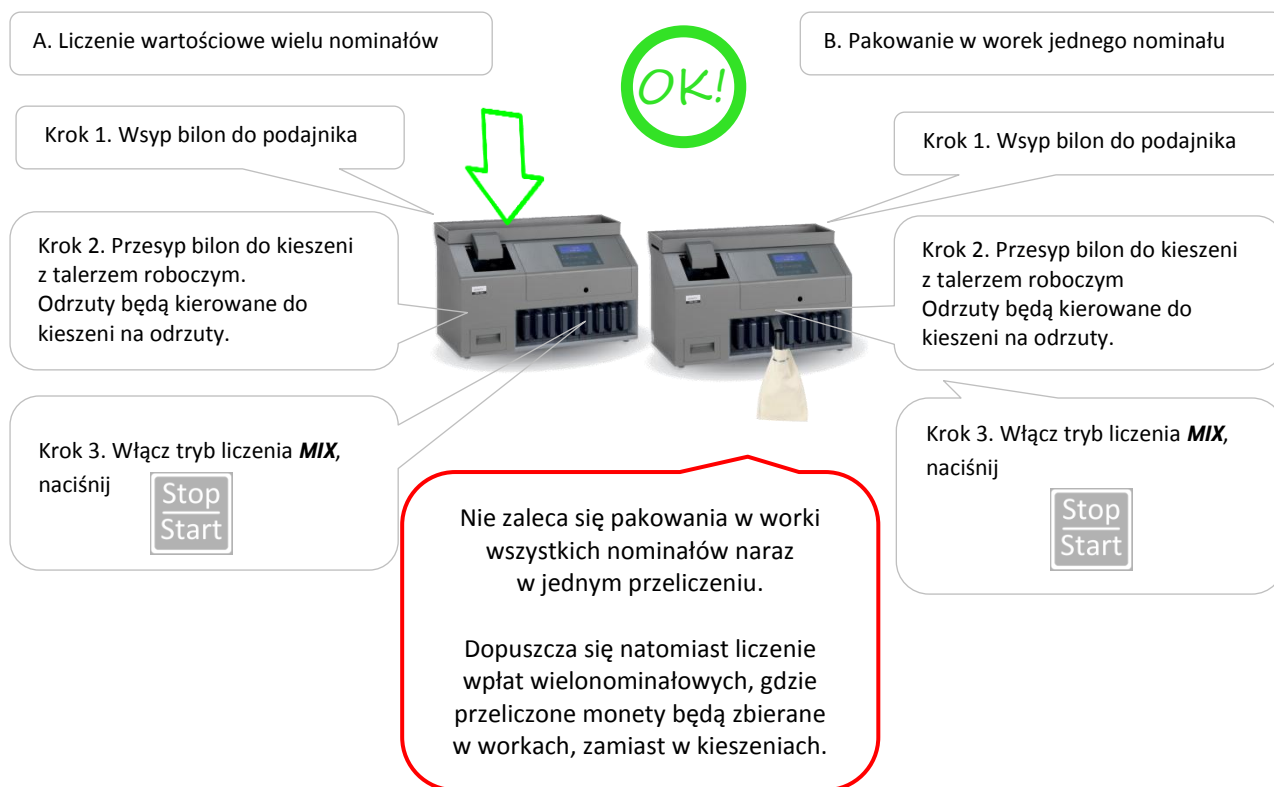 A. Liczenie wartościowe wielu nominałów
OK!
B. Pakowanie w worek jednego nominału
Krok 1. Wsyp bilon do podajnika
Krok 1. Wsyp bilon do podajnika
Krok 2. Przesyp bilon do kieszeni
z talerzem roboczym.
Odrzuty będą kierowane do
kieszeni na odrzuty.
Krok 2. Przesyp bilon do kieszeni
z talerzem roboczym
Odrzuty będą kierowane do
kieszeni na odrzuty.
Krok 3. Włącz tryb liczenia MIX,
naciśnij
Stop
Start
Krok 3. Włącz tryb liczenia MIX,
naciśnij
Stop
Start
Nie zaleca się pakowania w worki
wszystkich nominałów naraz
w jednym przeliczeniu.
Dopuszcza się natomiast liczenie
wpłat wielonominałowych, gdzie
przeliczone monety będą zbierane
w workach, zamiast w kieszeniach.